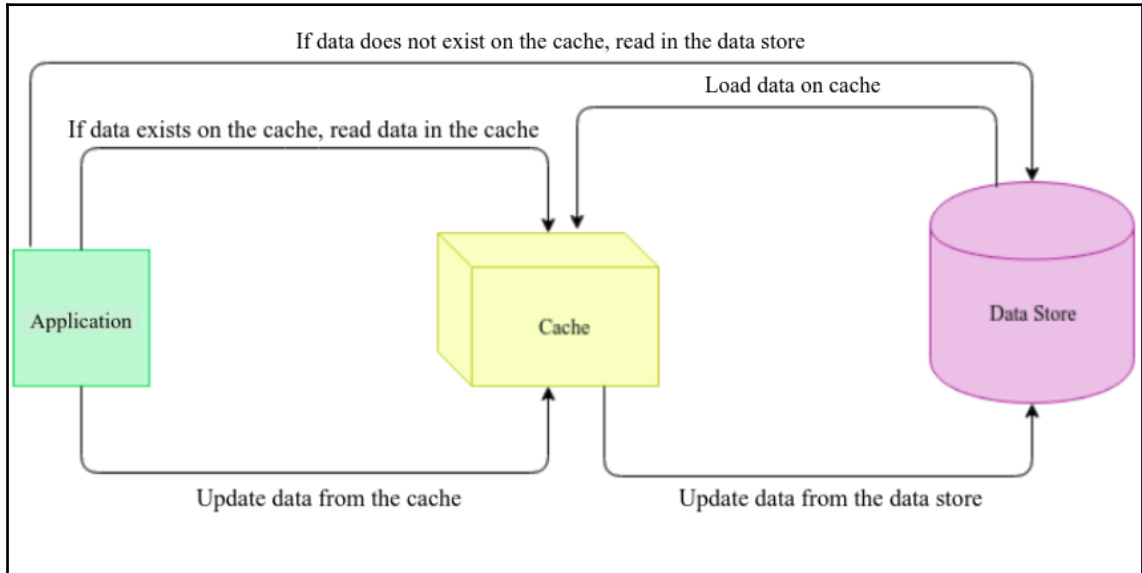 If data does not exist on the cache, read in the data store
Load data on cache
If data exists on the cache, read data in the cache
Application
Cache
Data Store
Update data from the cache
Update data from the data store